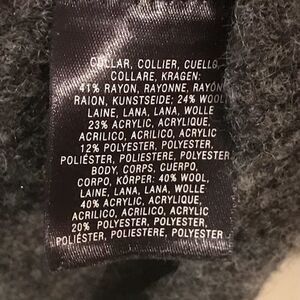 COLLAR, COLLIER, CUELLO,
COLLARE, KRAGEN:
41% RAYON, RAYONNE, RAYÓN
RAION, KUNSTSEIDE: 24% WOOL
LAINE, LANA, LANA, WOLLE
23% ACRYLIC, ACRYLIQUE,
ACRILICO, ACRILICO, ACRYLIC
12% POLYESTER, POLYESTER,
POLIÉSTER, POLIESTERE, POLYESTER
BODY, CORPS, CUERPO,
CORPO, KÖRPER: 40% WOOL,
LAINE, LANA, LANA, WOLLE
40% ACRYLIC, ACRYLIQUE,
ACRILICO, ACRILICO, ACRYLIC
20% POLYESTER, POLYESTER,
POLIÉSTER, POLIESTERE, POLYESTER